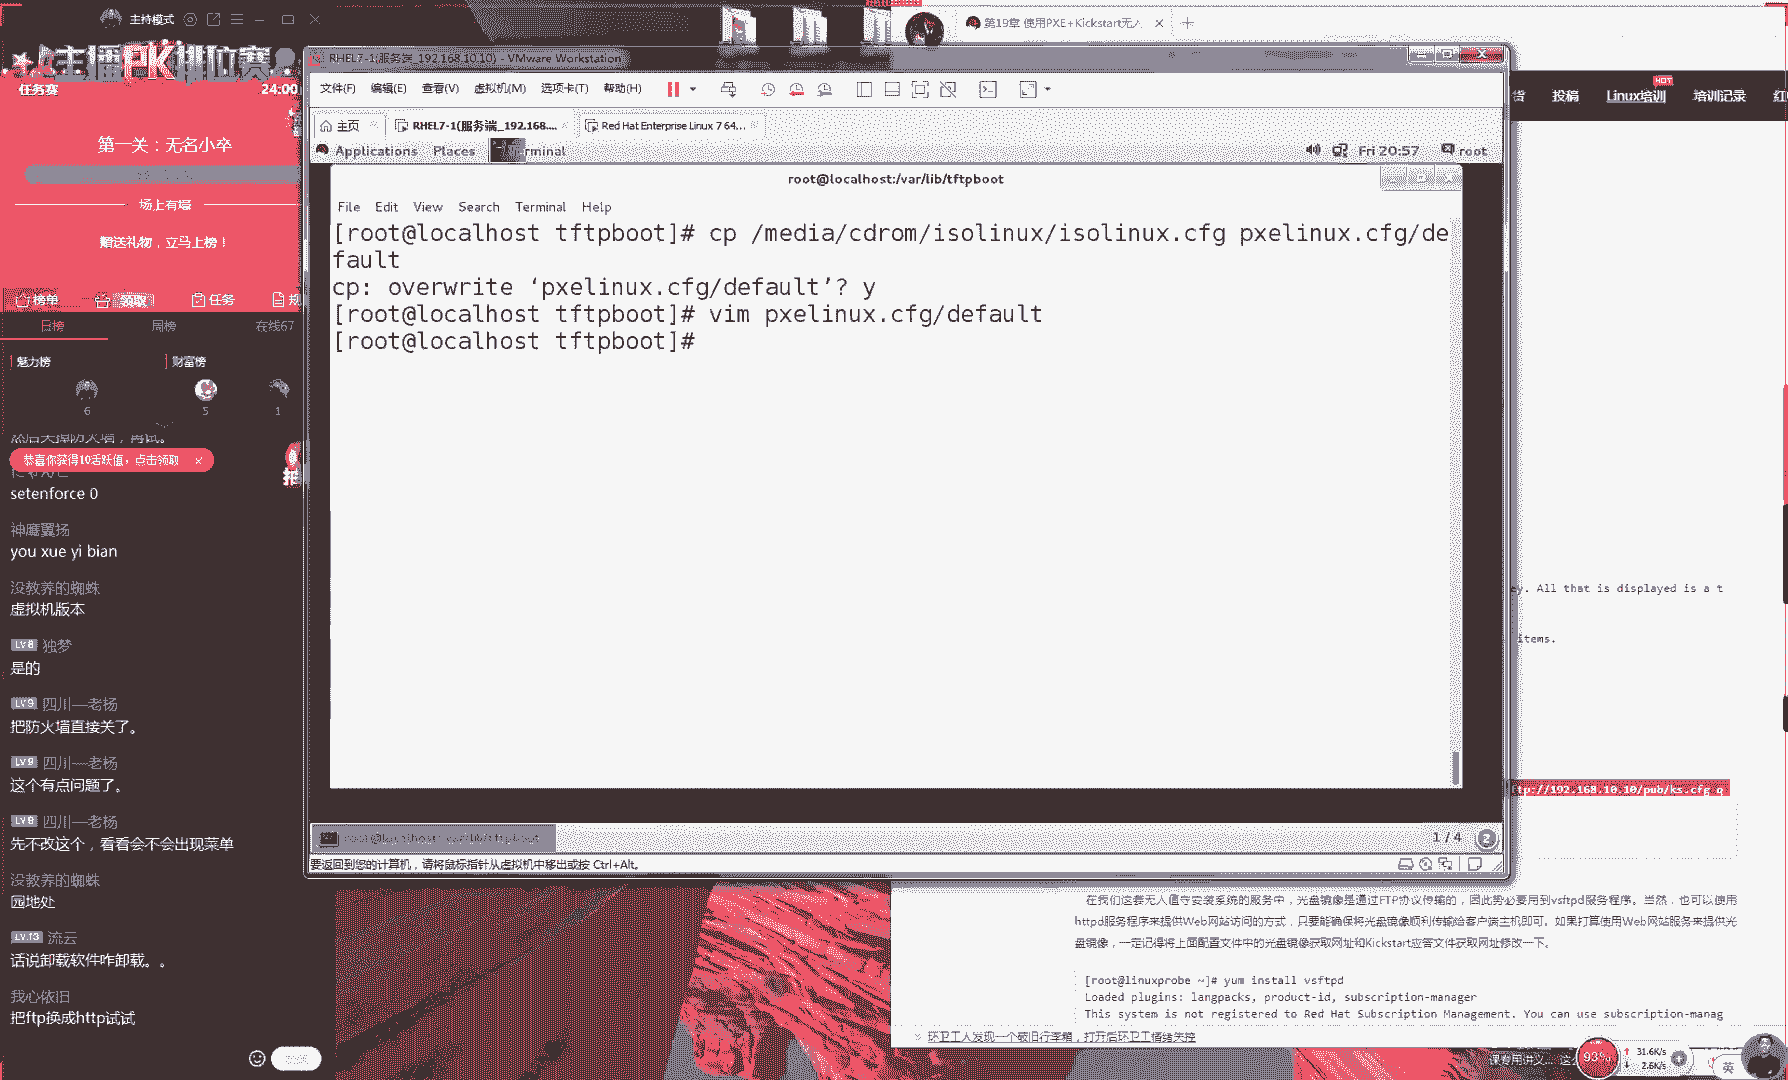 主持模式
主播PK排位赛
任务赛
24:00
第一关：无名小卒
场上有喜
赠送礼物，立马上榜！
榜单
领取
任务
日榜
周榜
在线67
魅力榜
财富榜
6
5
1
恭喜你获得10活跃值，点击领取
setenforce 0
神魔翼扬
you xue yi bian
没教养的蜘蛛
虚拟机版本
LV 8 独梦
是的
LV 9 四川—老杨
把防火墙直接关了。
LV 9 四川—老杨
这个有点问题了。
LV 9 四川—老杨
先不改这个，看看会不会出现菜单
没教养的蜘蛛
园地处
LV.13 流云
话说卸载软件咋卸载。。
我心依旧
把ftp换成http试试
RHEL7-1(服务端_192.168.10.10) - VMware Workstation
文件(F) 编辑(E) 查看(V) 虚拟机(M) 选项卡(T) 帮助(H)
主页
RHEL7-1(服务端_192.168....
Red Hat Enterprise Linux 7 64...
Applications Places
Fri 20:57 root
root@localhost:/var/lib/tftpboot
File Edit View Search Terminal Help
[root@localhost tftpboot]# cp /media/cdrom/isolinux/isolinux.cfg pxelinux.cfg/de
fault
cp: overwrite ‘pxelinux.cfg/default’? y
[root@localhost tftpboot]# vim pxelinux.cfg/default
[root@localhost tftpboot]#
root@localhost:/var/lib/tftpboot
1 / 4
2
要返回到您的计算机，请将鼠标指针从虚拟机中移出或按 Ctrl+Alt。
第19章 使用PXE+Kickstart无人
货 投稿 Linux培训 培训记录 红
HOT
ey. All that is displayed is a t
items.
tp://192.168.10.10/pub/ks.cfg q
在我们这套无人值守安装系统的服务中，光盘镜像是通过FTP协议传输的，因此势必要用到vsftpd服务程序。当然，也可以使用
httpd服务程序来提供Web网站访问的方式，只要能确保将光盘镜像顺利传输给客户端主机即可。如果打算使用Web网站服务来提供光
盘镜像，一定记得将上面配置文件中的光盘镜像获取网址和Kickstart应答文件获取网址修改一下。
[root@linuxprobe ~]# yum install vsftpd
Loaded plugins: langpacks, product-id, subscription-manager
This system is not registered to Red Hat Subscription Management. You can use subscription-manag
环卫工人发现一个破旧行李箱，打开后环卫工情绪失控
课专用讲义...
93%
31.6K/s
2.6K/s
英